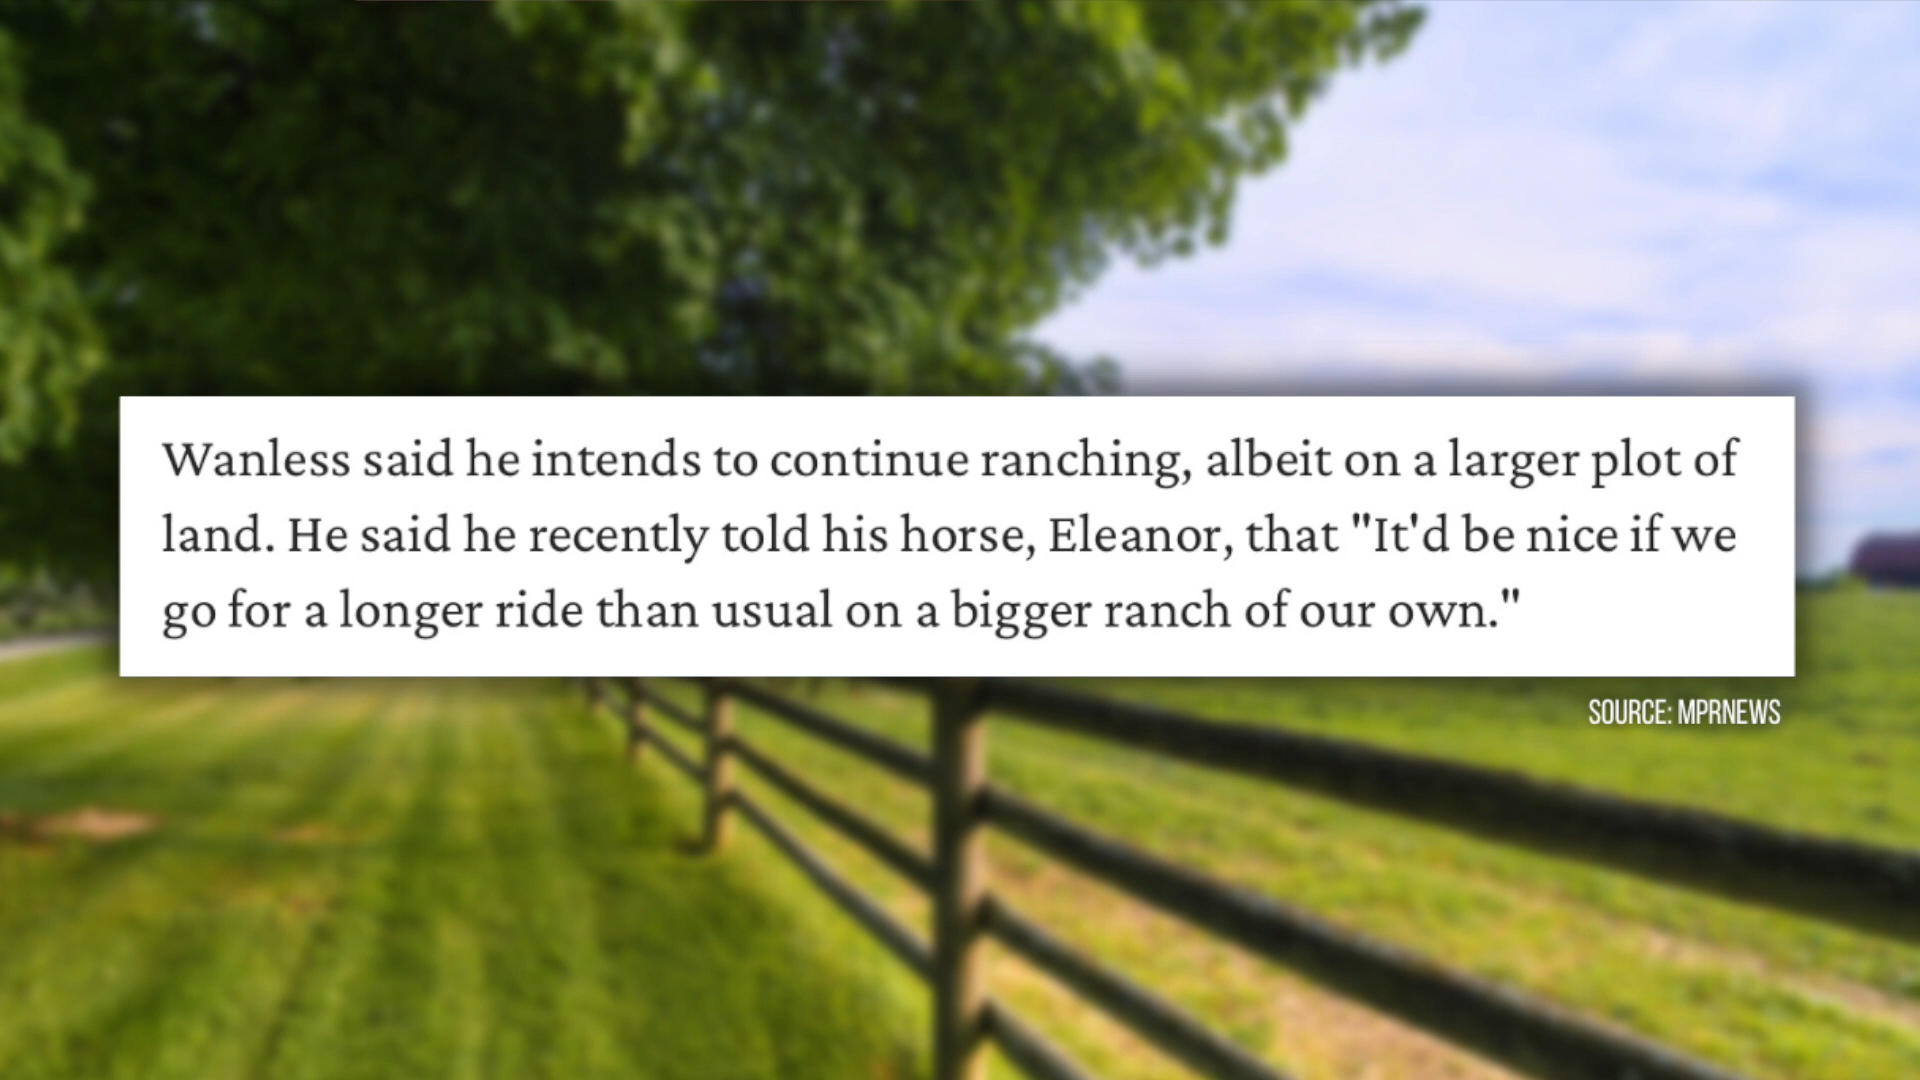 Wanless said he intends to continue ranching, albeit on a larger plot of
land. He said he recently told his horse, Eleanor, that "It'd be nice if we
go for a longer ride than usual on a bigger ranch of our own."
SOURCE: MPRNEWS